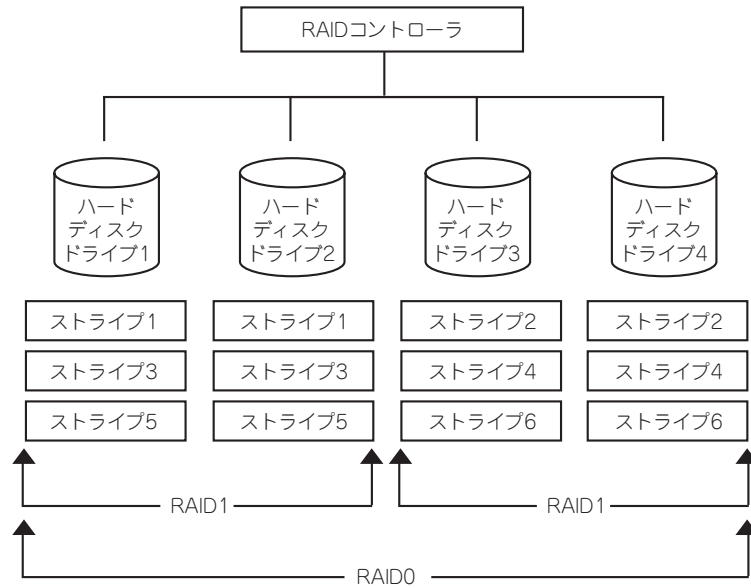 RAIDコントローラ
ハード
ディスク
ドライブ1
ハード
ディスク
ドライブ2
ハード
ディスク
ドライブ3
ハード
ディスク
ドライブ4
ストライプ1
ストライプ1
ストライプ2
ストライプ2
ストライプ3
ストライプ3
ストライプ4
ストライプ4
ストライプ5
ストライプ5
ストライプ6
ストライプ6
RAID1
RAID1
RAID0